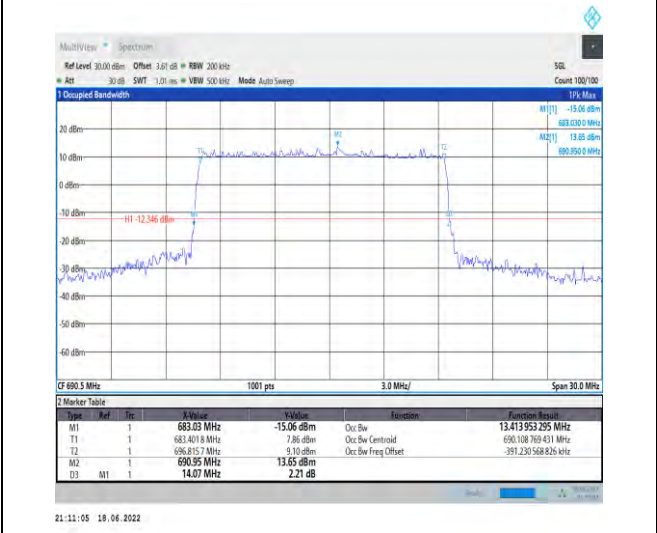 MultiView Spectrum
Ref Level 30.00 dBm Offset 3.61 dB RBW 200 kHz SGL
Att 30 dB SWT 1.01 ms VBW 500 kHz Mode Auto Sweep Count 100/100
1 Occupied Bandwidth 1Pk Max
M1[1] -15.06 dBm
683.030 0 MHz
M2[1] 13.65 dBm
690.950 0 MHz
20 dBm
M2
T1 T2
10 dBm
0 dBm
-10 dBm
M1 D3
H1 -12.346 dBm
-20 dBm
-30 dBm
-40 dBm
-50 dBm
-60 dBm
CF 690.5 MHz 1001 pts 3.0 MHz/ Span 30.0 MHz
2 Marker Table
Type Ref Trc X-Value Y-Value Function Function Result
M1 1 683.03 MHz -15.06 dBm Occ Bw 13.413 953 295 MHz
T1 1 683.401 8 MHz 7.86 dBm Occ Bw Centroid 690.108 769 431 MHz
T2 1 696.815 7 MHz 9.10 dBm Occ Bw Freq Offset -391.230 568 826 kHz
M2 1 690.95 MHz 13.65 dBm
D3 M1 1 14.07 MHz 2.21 dB
Ready
21:11:05 18.06.2022